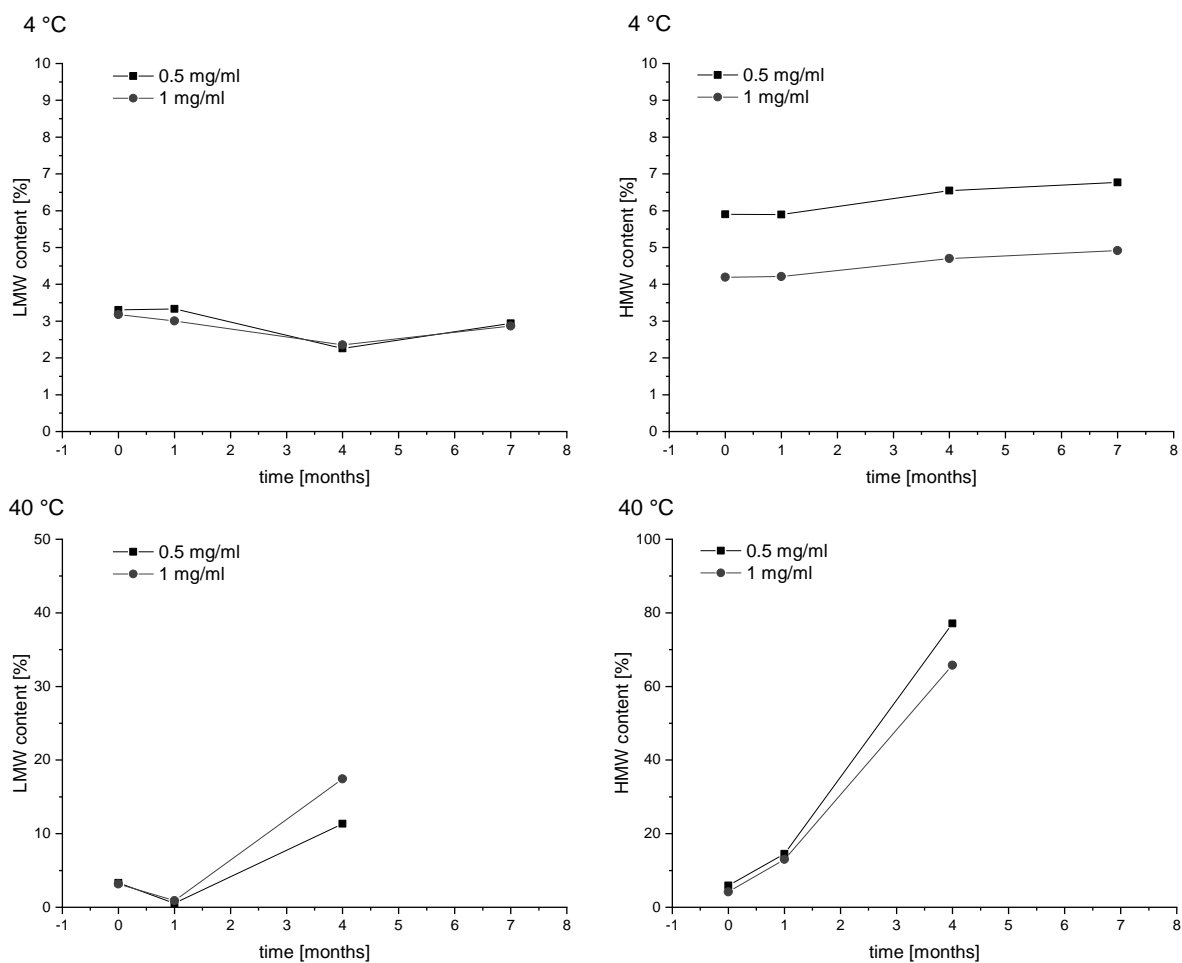 4 °C
10
9
8
7
6
5
4
3
2
1
0
LMW content [%]
0.5 mg/ml
1 mg/ml
-1 0 1 2 3 4 5 6 7 8
time [months]
4 °C
10
9
8
7
6
5
4
3
2
1
0
HMW content [%]
0.5 mg/ml
1 mg/ml
-1 0 1 2 3 4 5 6 7 8
time [months]
40 °C
50
40
30
20
10
0
LMW content [%]
0.5 mg/ml
1 mg/ml
-1 0 1 2 3 4 5 6 7 8
time [months]
40 °C
100
80
60
40
20
0
HMW content [%]
0.5 mg/ml
1 mg/ml
-1 0 1 2 3 4 5 6 7 8
time [months]